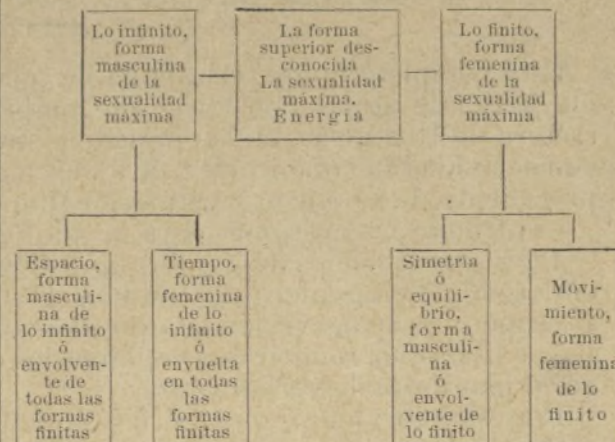 Lo infinito,
forma
masculina
de la
sexualidad
máxima
La forma
superior des-
conocida
La sexualidad
máxima.
Energía
Lo finito,
forma
femenina
de la
sexualidad
máxima
Espacio,
forma
masculi-
na de
lo infinito
ó
envolven-
te de
todas las
formas
finitas
Tiempo,
forma
femenina
de lo
infinito
ó
envuelta
en todas
las
formas
finitas
Simetría
ó
equili-
brio,
forma
masculi-
na
ó
envol-
vente de
lo finito
Movi-
miento,
forma
femenina
de lo
finito